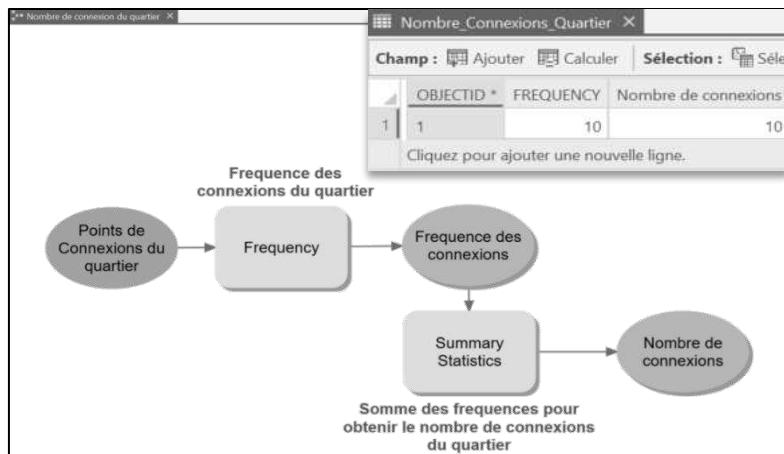 Nombre de connexion du quartier
Nombre_Connexions_Quartier
Champ : Ajouter Calculer Sélection : Séle
OBJECTID * FREQUENCY Nombre de connexions
1 1 10 10
Cliquez pour ajouter une nouvelle ligne.
Frequence des
connexions du quartier
Points de
Connexions du
quartier
Frequency
Frequence des
connexions
Summary
Statistics
Nombre de
connexions
Somme des frequences pour
obtenir le nombre de connexions
du quartier